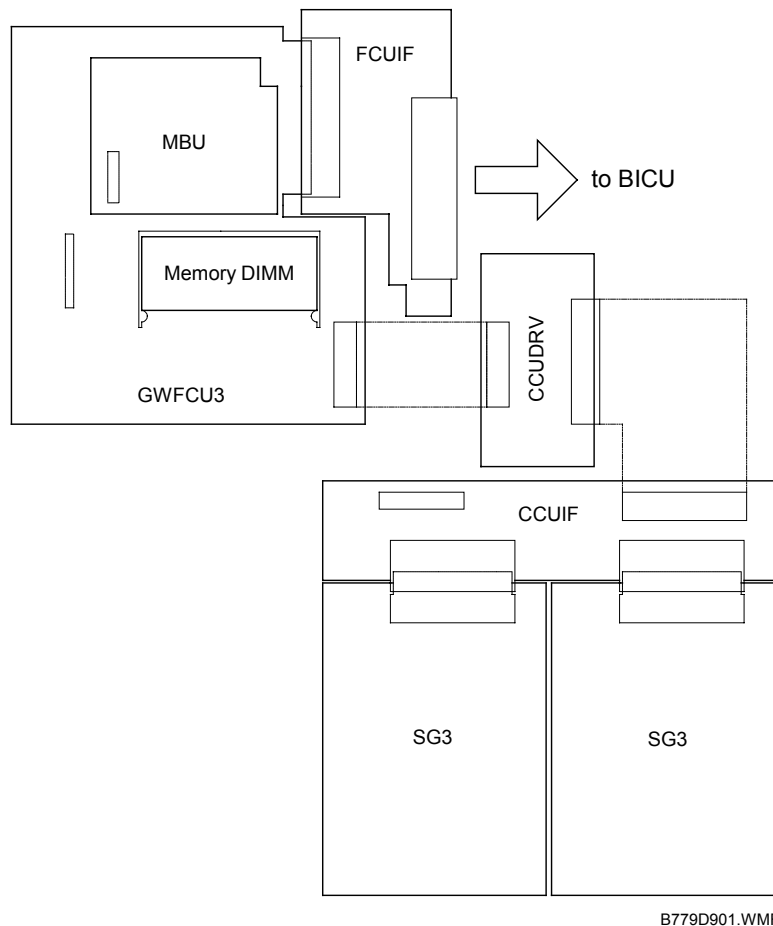 FCUIF
MBU
to BICU
Memory DIMM
CCUDRV
GWFCU3
CCUIF
SG3
SG3
B779D901.WMF